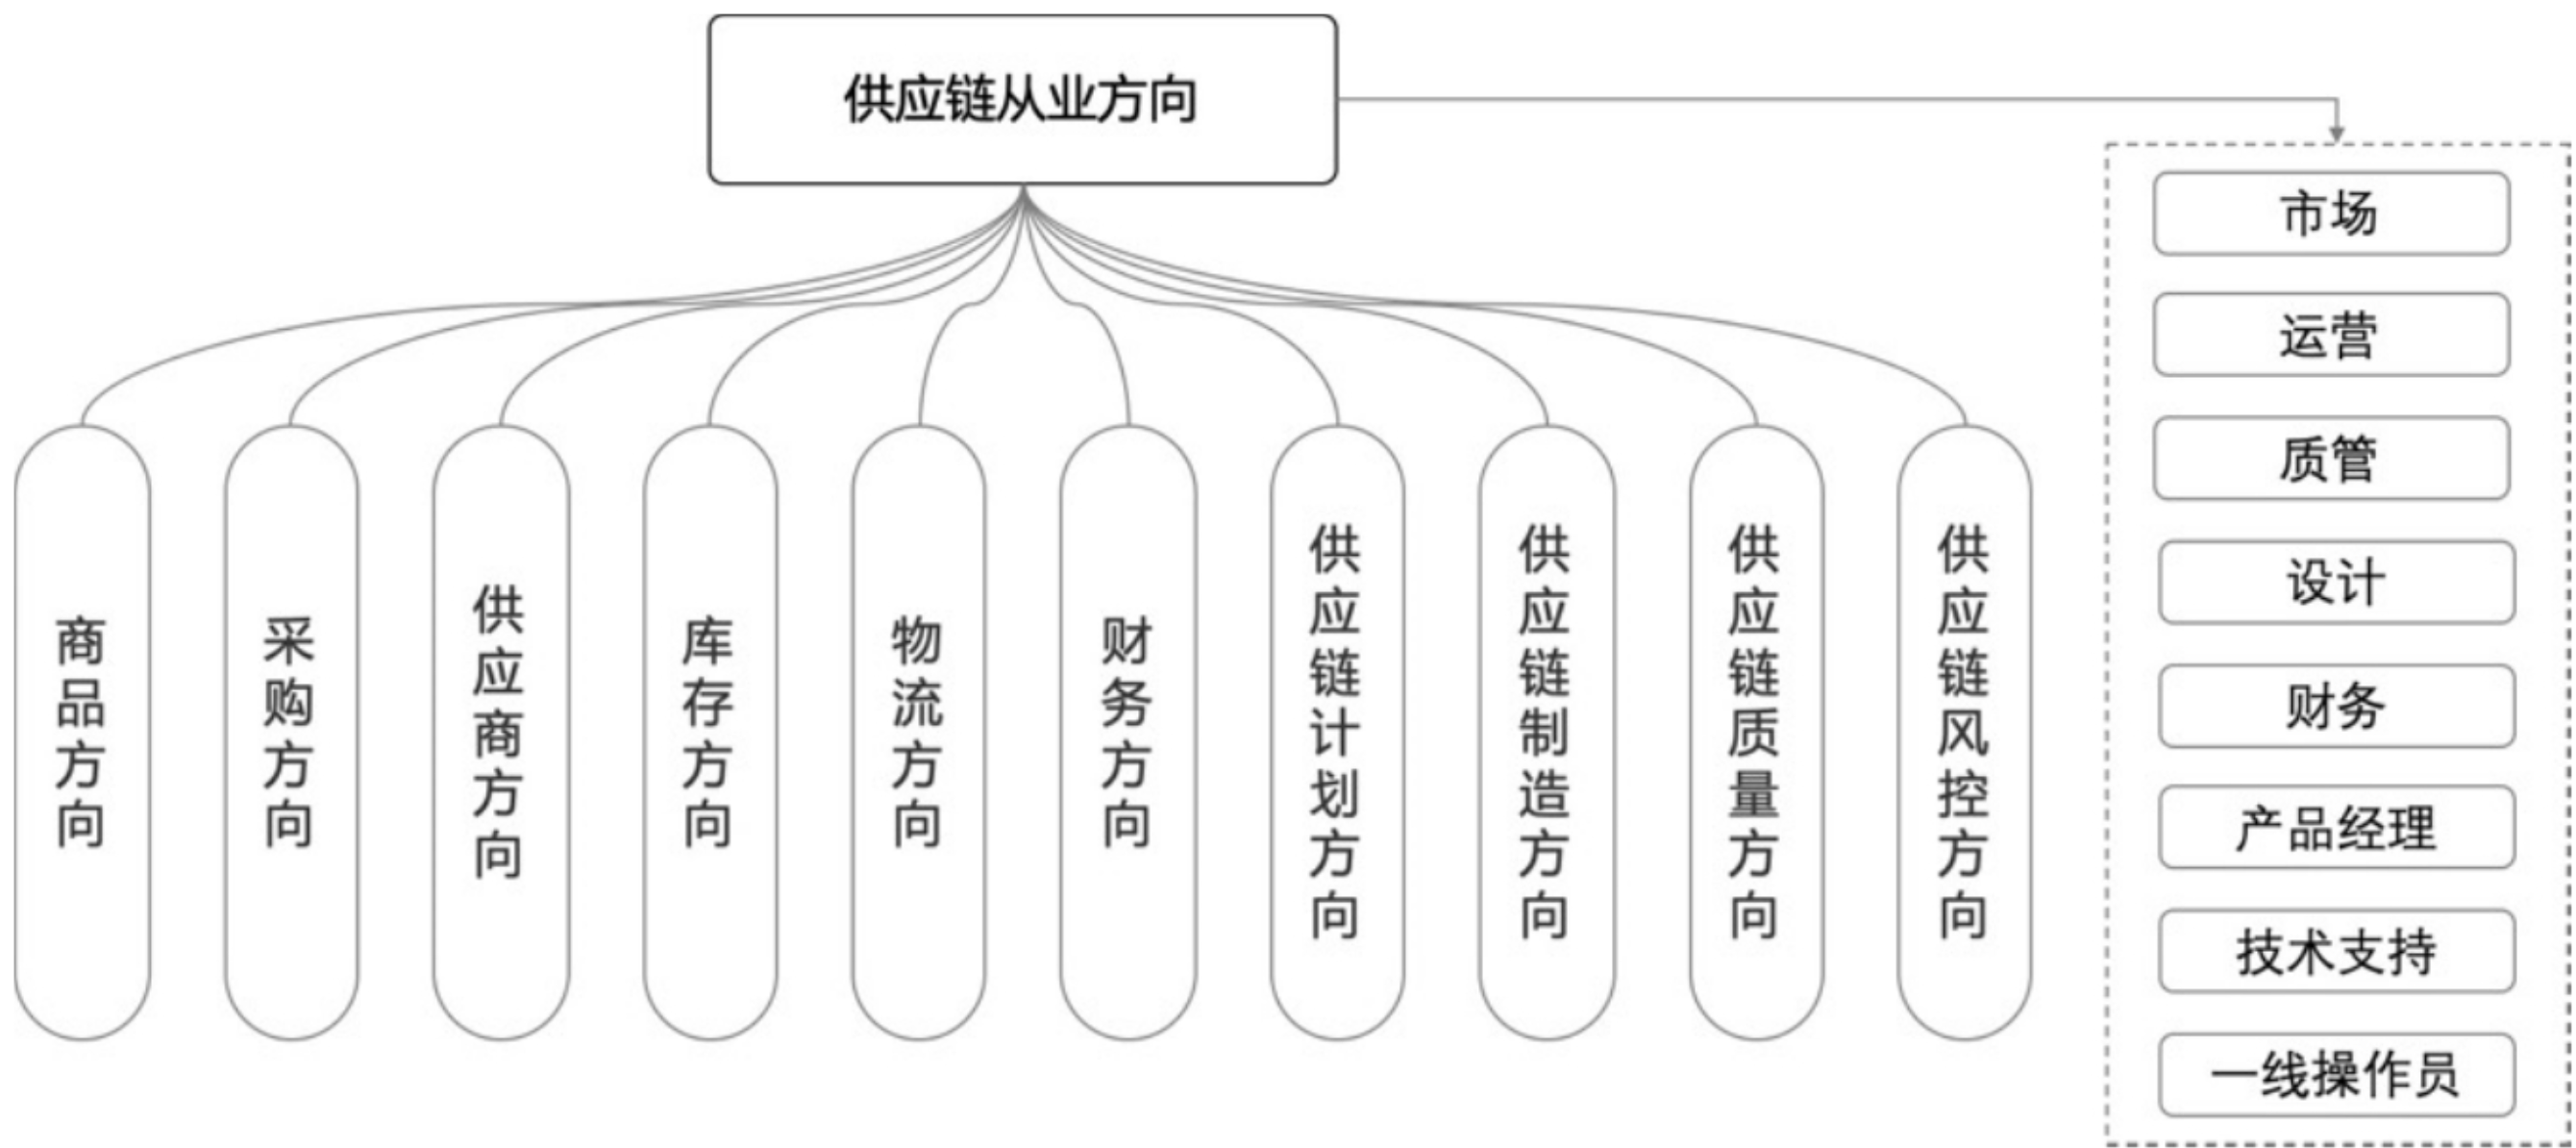 供应链从业方向
商品方向
采购方向
供应商方向
库存方向
物流方向
财务方向
供应链计划方向
供应链制造方向
供应链质量方向
供应链风控方向
市场
运营
质管
设计
财务
产品经理
技术支持
一线操作员